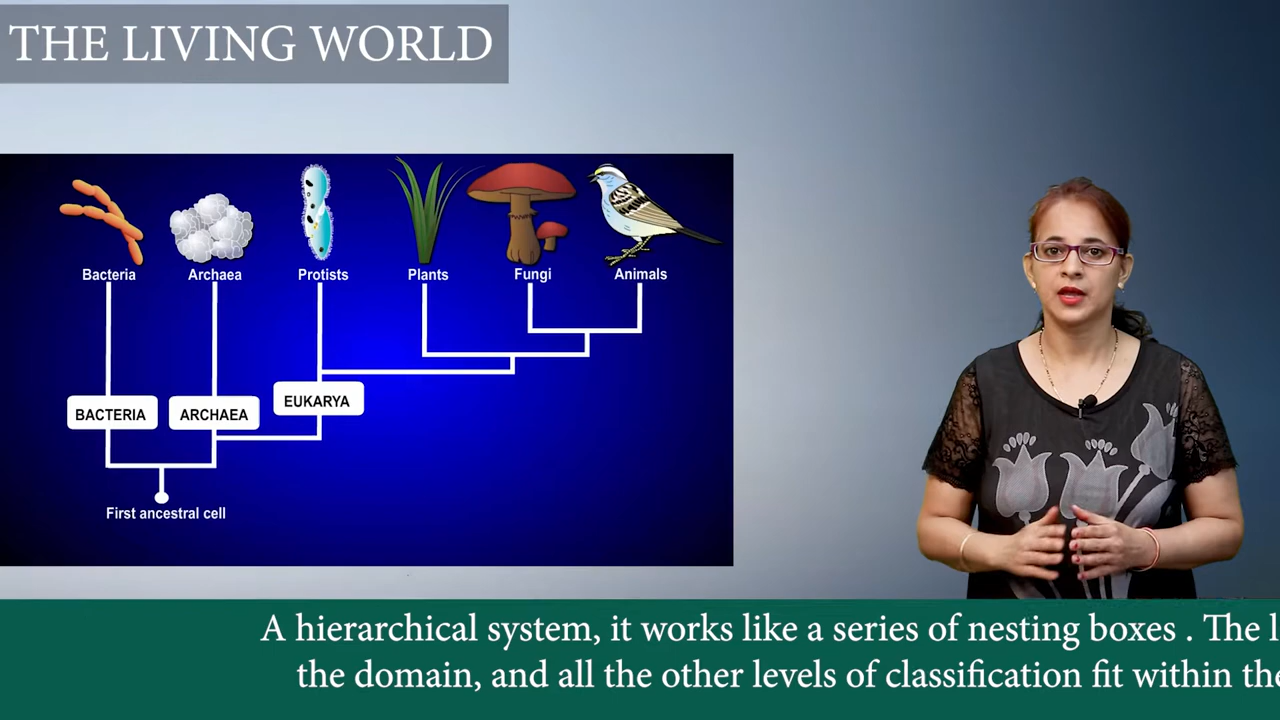 THE LIVING WORLD
Bacteria
Archaea
Protists
Plants
Fungi
Animals
BACTERIA
ARCHAEA
EUKARYA
First ancestral cell
A hierarchical system, it works like a series of nesting boxes . The
the domain, and all the other levels of classification fit within